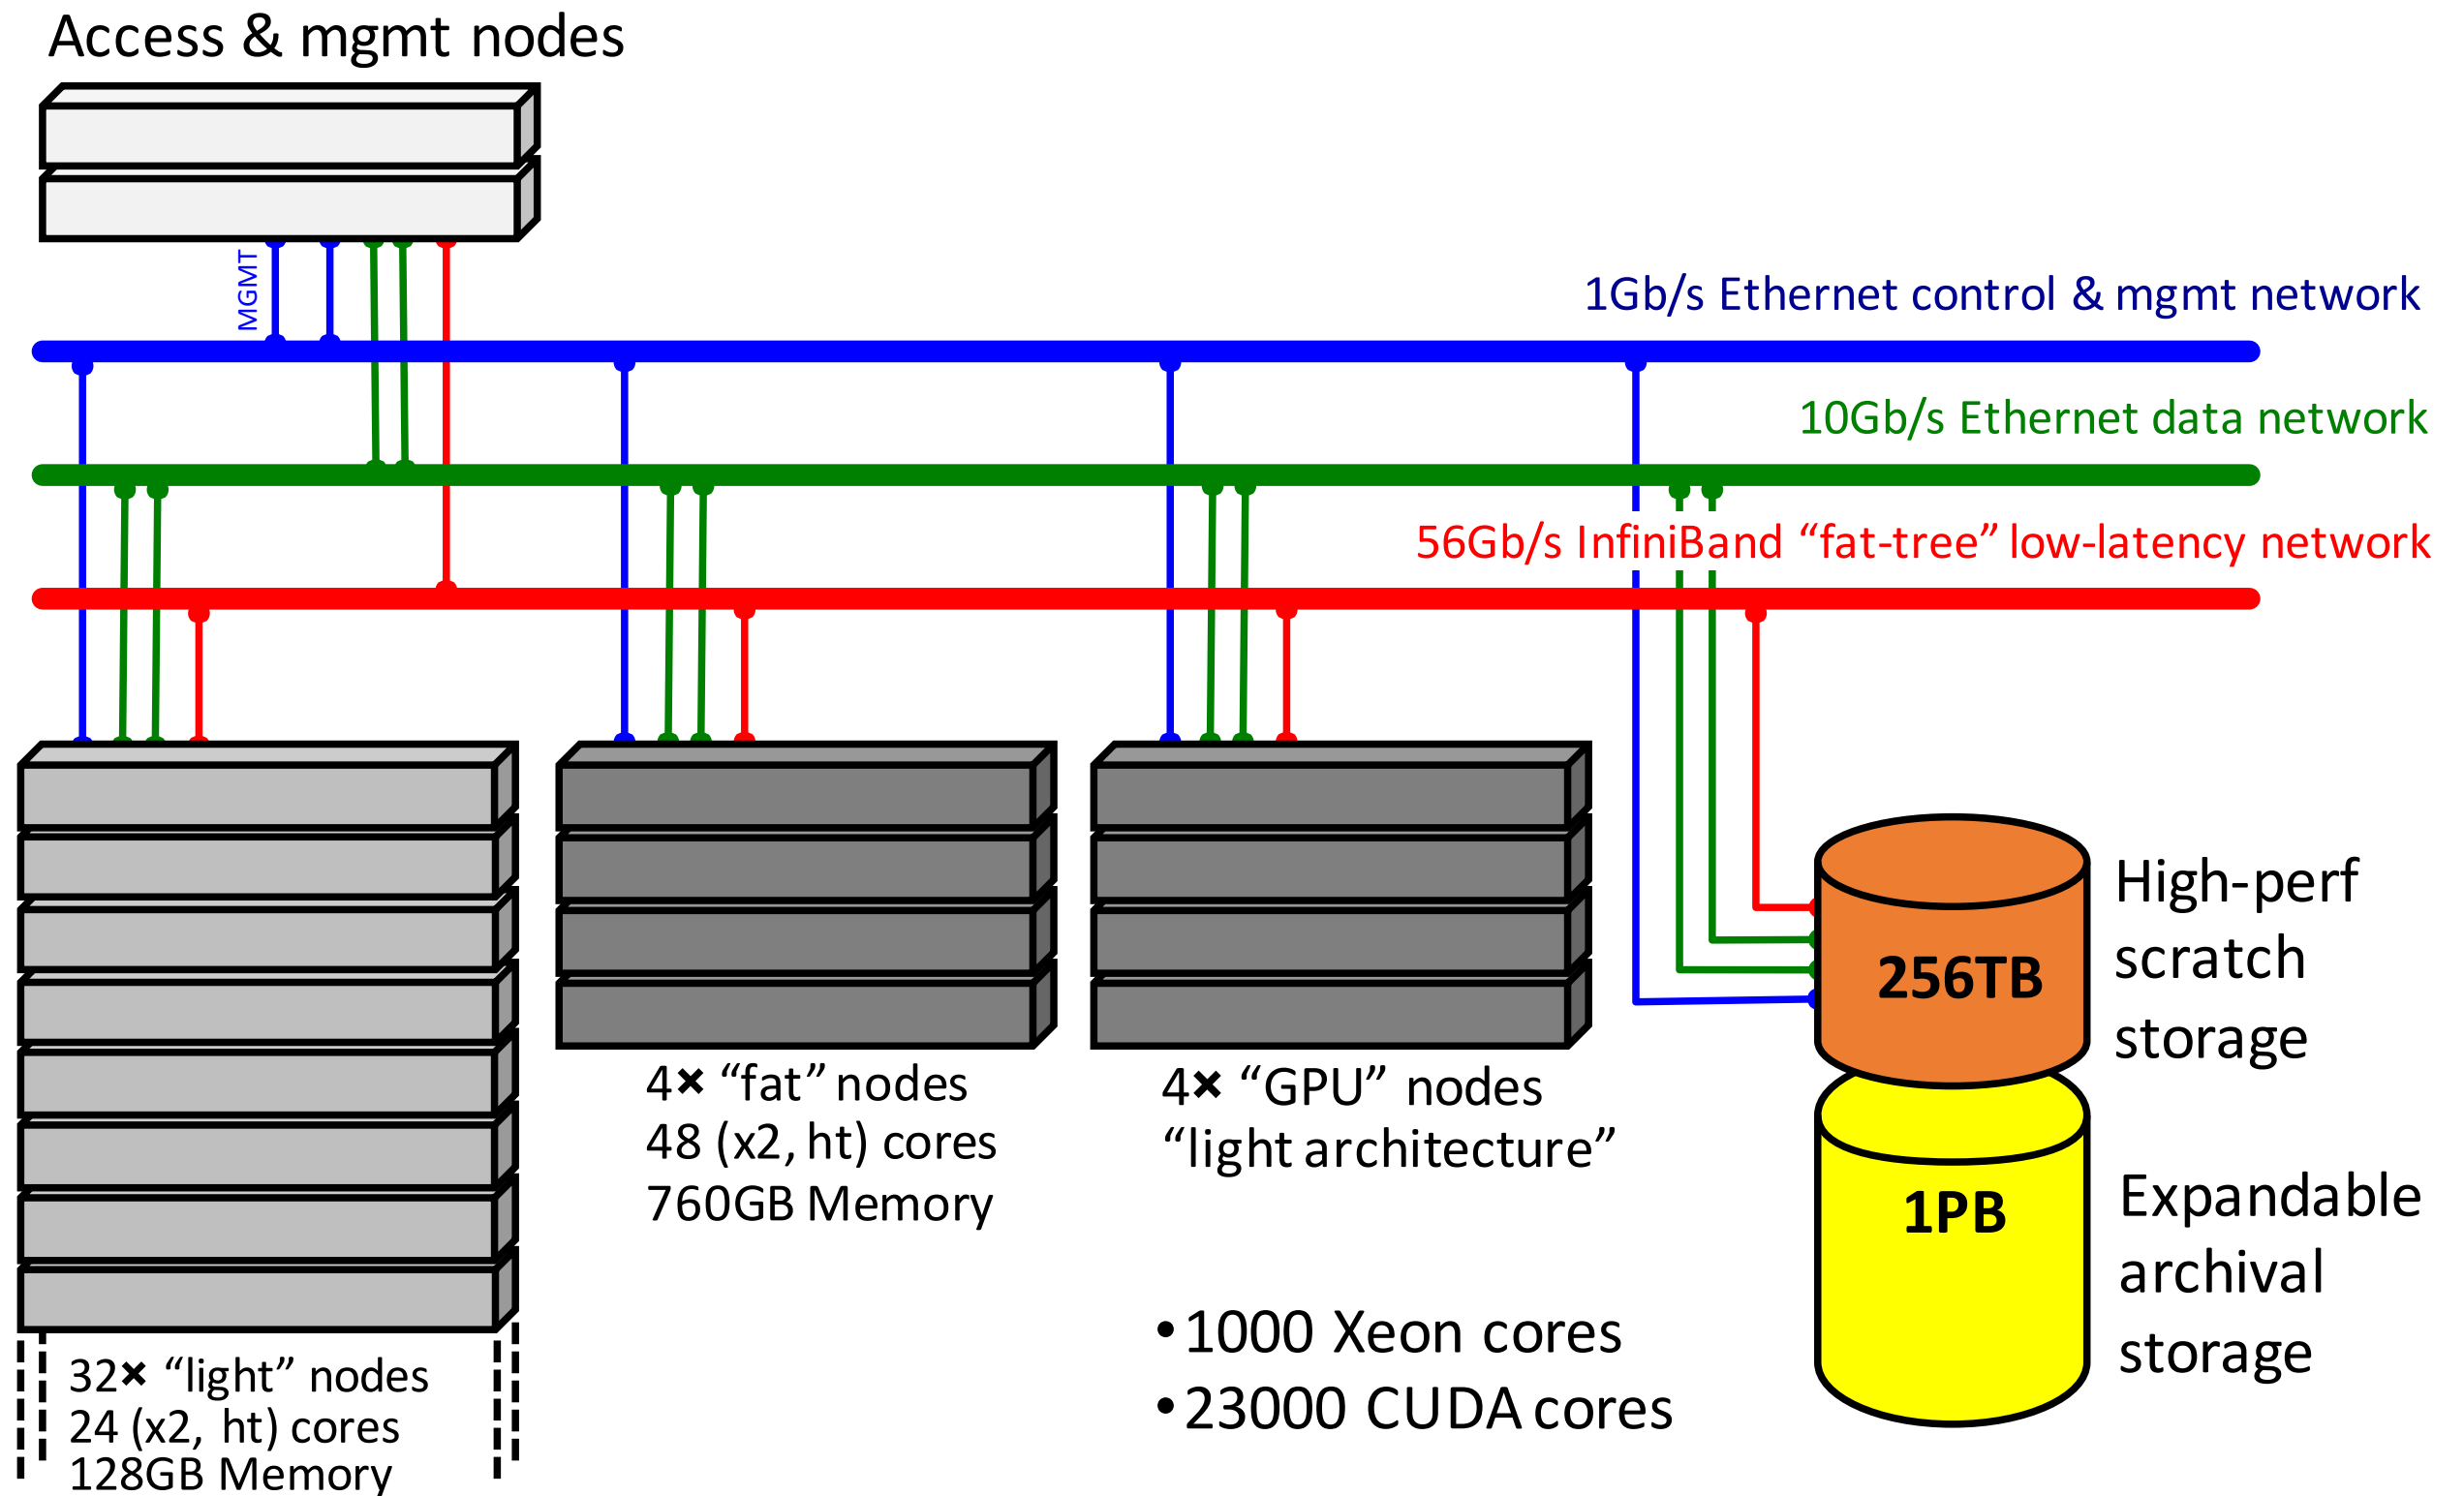 Access & mgmt nodes
MGMT
1Gb/s Ethernet control & mgmt network
10Gb/s Ethernet data network
56Gb/s InfiniBand “fat-tree” low-latency network
32× “light” nodes
24 (x2, ht) cores
128GB Memory
4× “fat” nodes
48 (x2, ht) cores
760GB Memory
4× “GPU” nodes
“light architecture”
• 1000 Xeon cores
• 23000 CUDA cores
256TB
High-perf
scratch
storage
1PB
Expandable
archival
storage